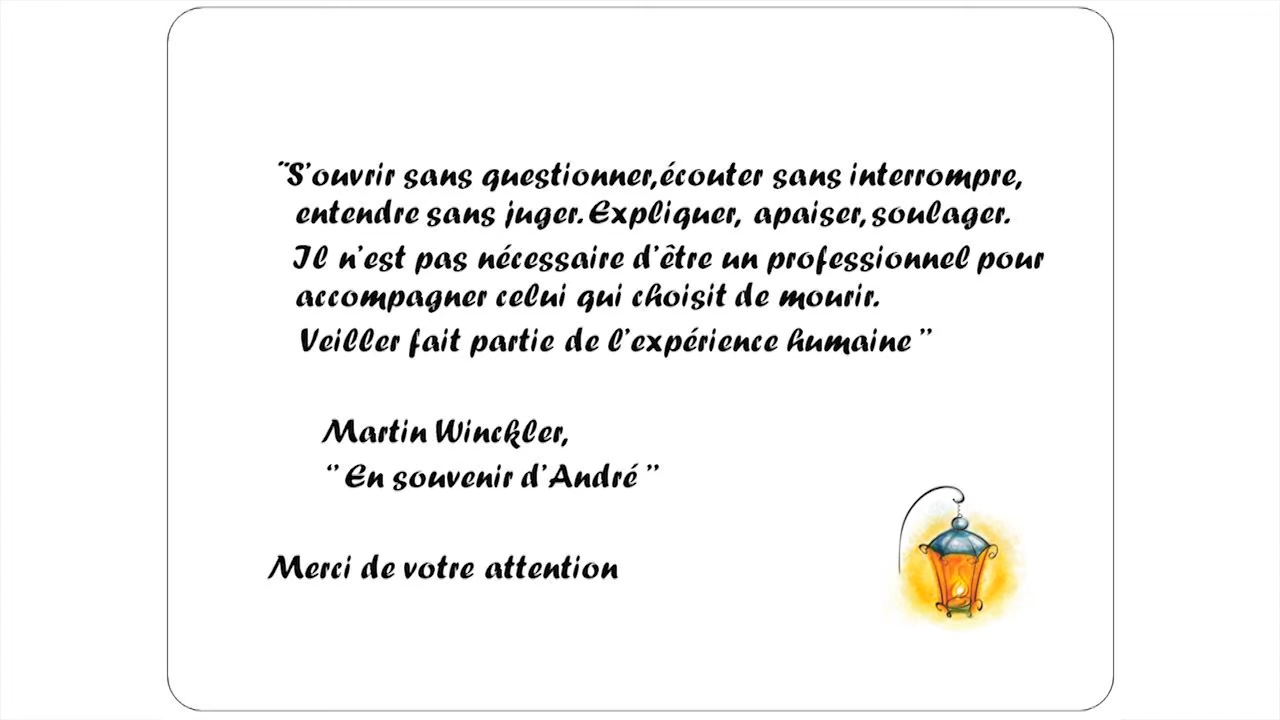 "S'ouvrir sans questionner,écouter sans interrompre,
entendre sans juger. Expliquer, apaiser, soulager.
Il n'est pas nécessaire d'être un professionnel pour
accompagner celui qui choisit de mourir.
Veiller fait partie de l'expérience humaine ”
Martin Winckler,
“ En souvenir d'André ”
Merci de votre attention